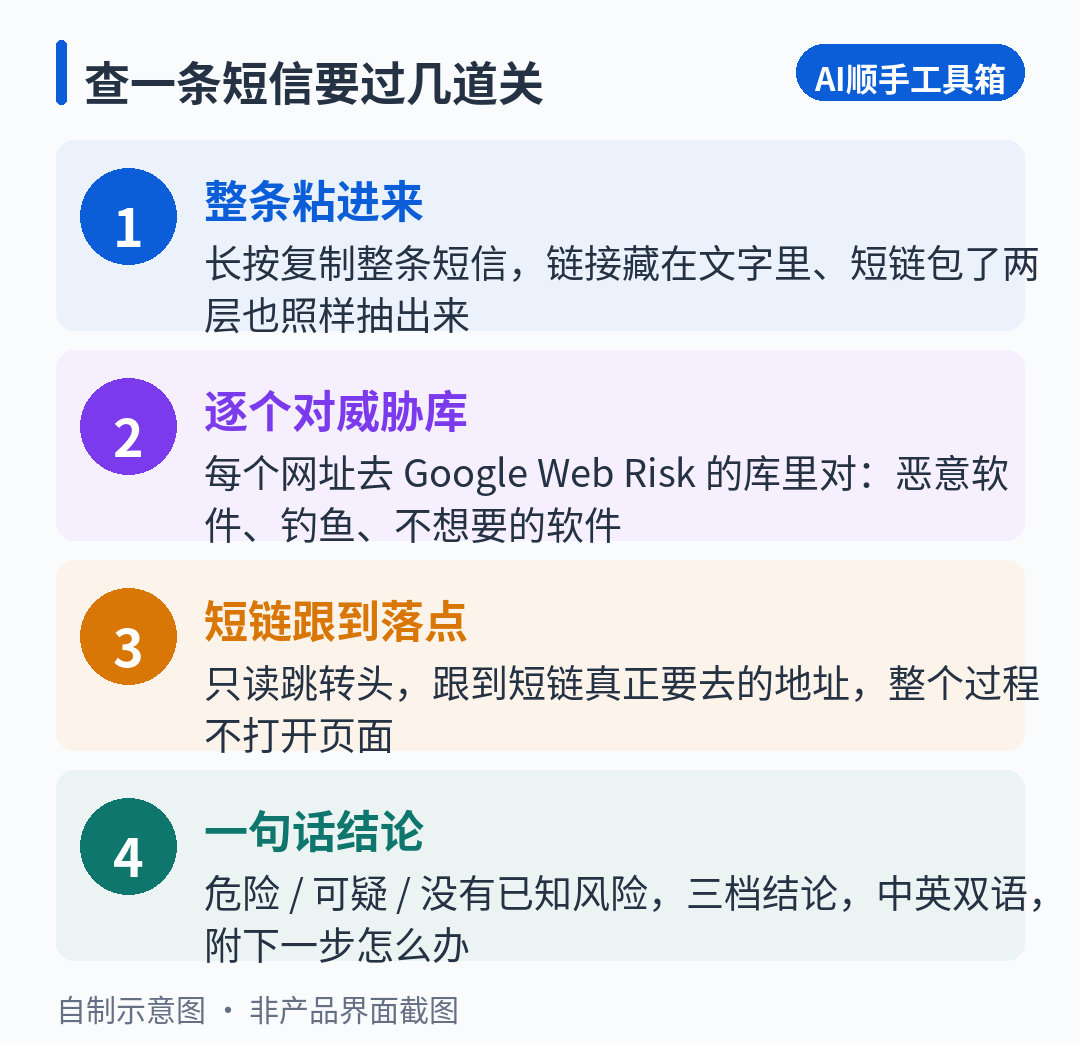 查一条短信要过几道关
AI顺手工具箱
1
整条粘进来
长按复制整条短信，链接藏在文字里、短链包了两
层也照样抽出来
2
逐个对威胁库
每个网址去 Google Web Risk 的库里对：恶意软
件、钓鱼、不想要的软件
3
短链跟到落点
只读跳转头，跟到短链真正要去的地址，整个过程
不打开页面
4
一句话结论
危险 / 可疑 / 没有已知风险，三档结论，中英双语，
附下一步怎么办
自制示意图 · 非产品界面截图